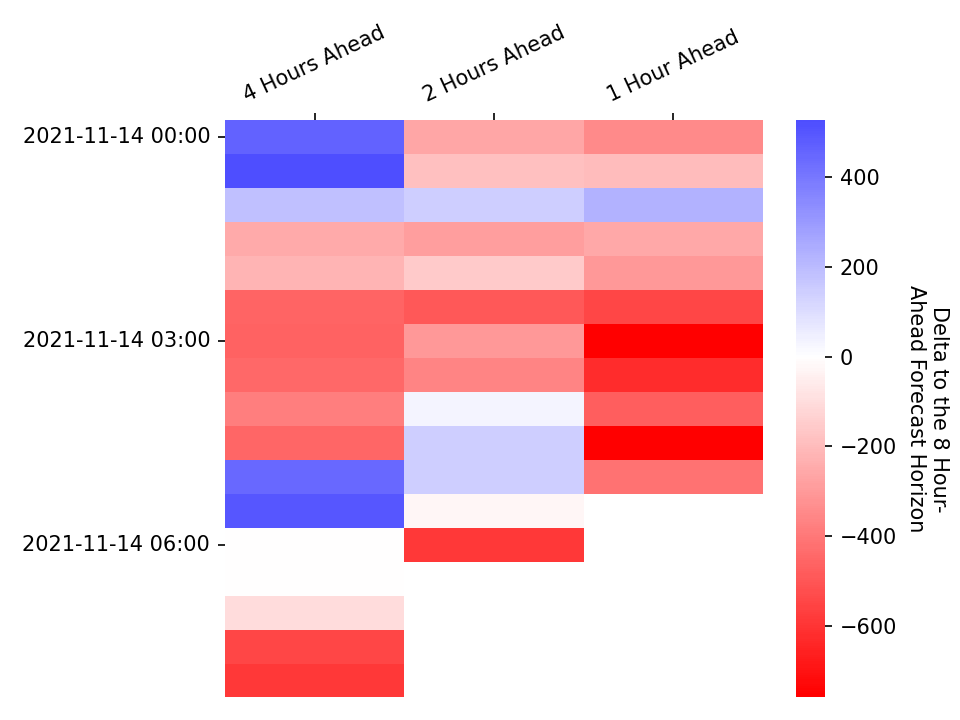 4 Hours Ahead
2 Hours Ahead
1 Hour Ahead
2021-11-14 00:00
2021-11-14 03:00
2021-11-14 06:00
400
200
0
−200
−400
−600
Delta to the 8 Hour-
Ahead Forecast Horizon